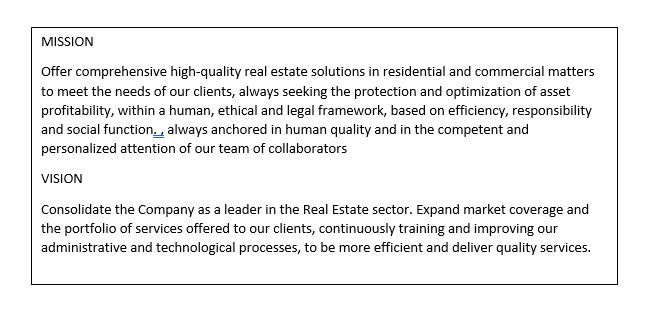 MISSION
Offer comprehensive high-quality real estate solutions in residential and commercial matters
to meet the needs of our clients, always seeking the protection and optimization of asset
profitability, within a human, ethical and legal framework, based on efficiency, responsibility
and social function. , always anchored in human quality and in the competent and
personalized attention of our team of collaborators
VISION
Consolidate the Company as a leader in the Real Estate sector. Expand market coverage and
the portfolio of services offered to our clients, continuously training and improving our
administrative and technological processes, to be more efficient and deliver quality services.